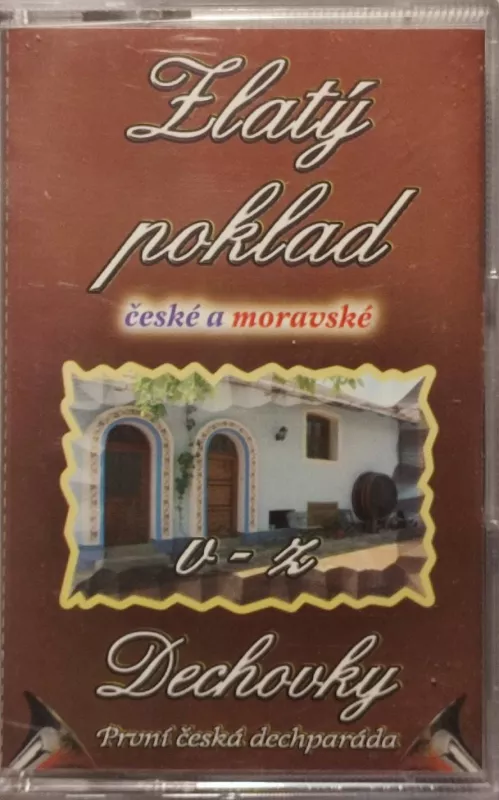 Zlatý
poklad
české a moravské
v - z
Dechovky
První česká dechparáda